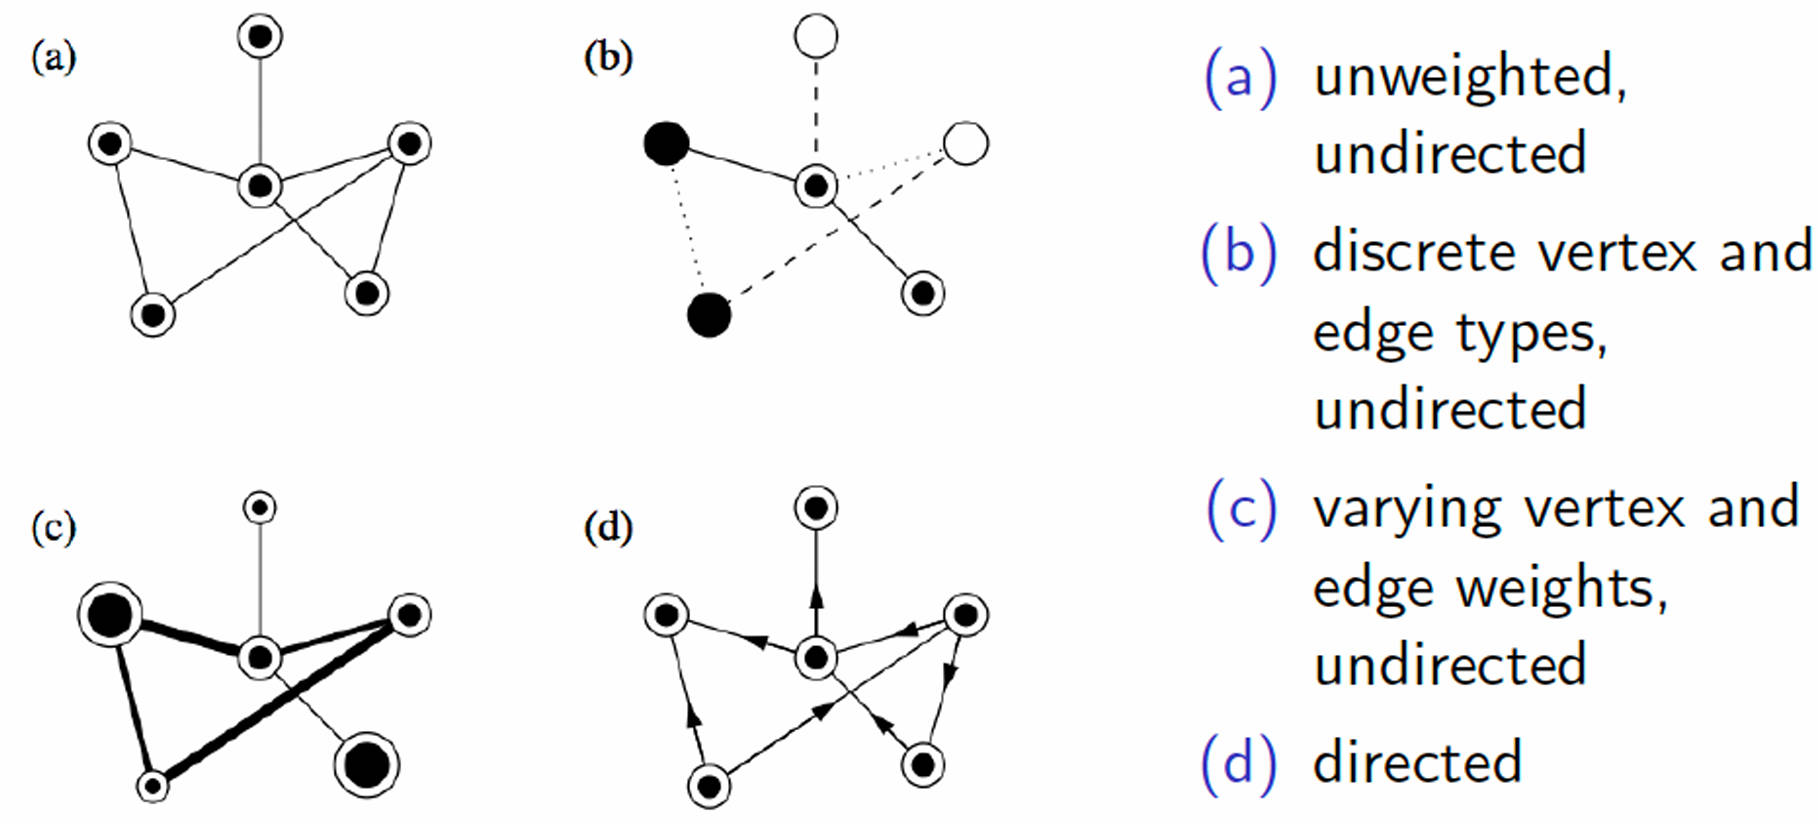 (a)
(b)
(c)
(d)
(a) unweighted,
undirected
(b) discrete vertex and
edge types,
undirected
(c) varying vertex and
edge weights,
undirected
(d) directed